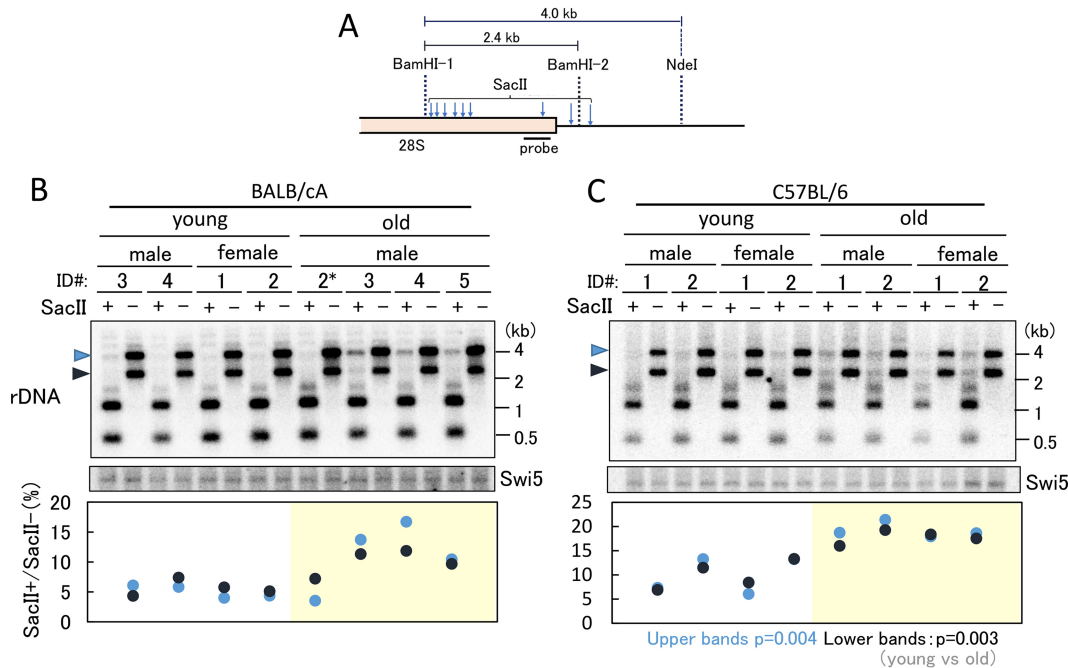 A
4.0 kb
2.4 kb
BamHI-1 BamHI-2 NdeI
SacII
28S probe
B
BALB/cA
young old
male female male
ID#: 3 4 1 2 2* 3 4 5
SacII + − + − + − + − + − + − + − + −
(kb)
4
2
rDNA
1
0.5
Swi5
SacII+/SacII-(%)
20
15
10
5
0
C
C57BL/6
young old
male female male female
ID#: 1 2 1 2 1 2 1 2
SacII + − + − + − + − + − + − + − + −
(kb)
4
2
1
0.5
Swi5
25
20
15
10
5
0
Upper bands p=0.004 Lower bands:p=0.003
(young vs old)